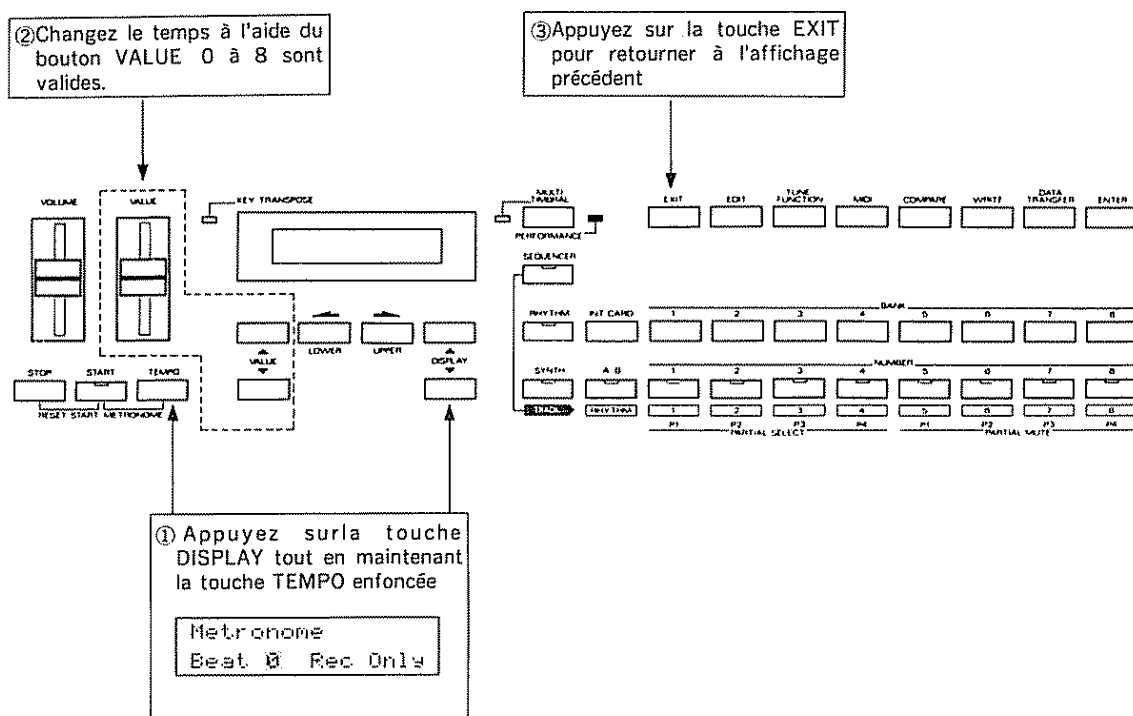 ②Changez le temps à l'aide du
bouton VALUE 0 à 8 sont
valides.
③Appuyez sur la touche EXIT
pour retourner à l'affichage
précédent
VOLUME VALUE KEY TRANSPOSE MULTI TIMBRAL EXIT EDIT TUNE FUNCTION MIDI COMPARE WRITE DATA TRANSFER ENTER
PERFORMANCE
SEQUENCER
BANK
RHYTHM INT CARD 1 2 3 4 5 6 7 8
VALUE LOWER UPPER DISPLAY
NUMBER
STOP START TEMPO SYNTH A B 1 2 3 4 5 6 7 8
RESET START METRONOME
TRACK RHYTHM 1 2 3 4 5 6 7 8
P1 P2 P3 P4 P1 P2 P3 P4
PARTIAL SELECT PARTIAL MUTE
① Appuyez surla touche
DISPLAY tout en maintenant
la touche TEMPO enfoncée
Metronome
Beat 0 Rec Only